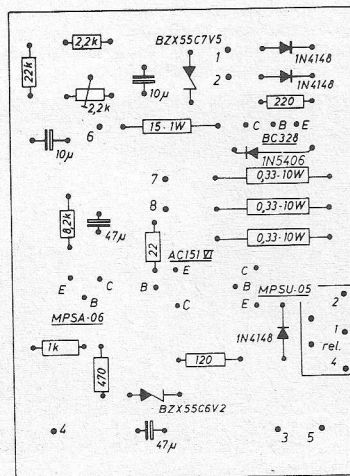 2,2k
BZX55C7V5
1
1N4148
22k
2
1N4148
10µ
2,2k
220
6
15·1W
C
B
E
BC328
10µ
1N5406
7
0,33·10W
8
0,33·10W
8,2k
47µ
22
0,33·10W
AC151 VI
E
C
E
C
B
B
MPSU·05
B
C
E
2
MPSA·06
1
1N4148
rel.
1k
120
4
470
BZX55C6V2
4
47µ
3
5